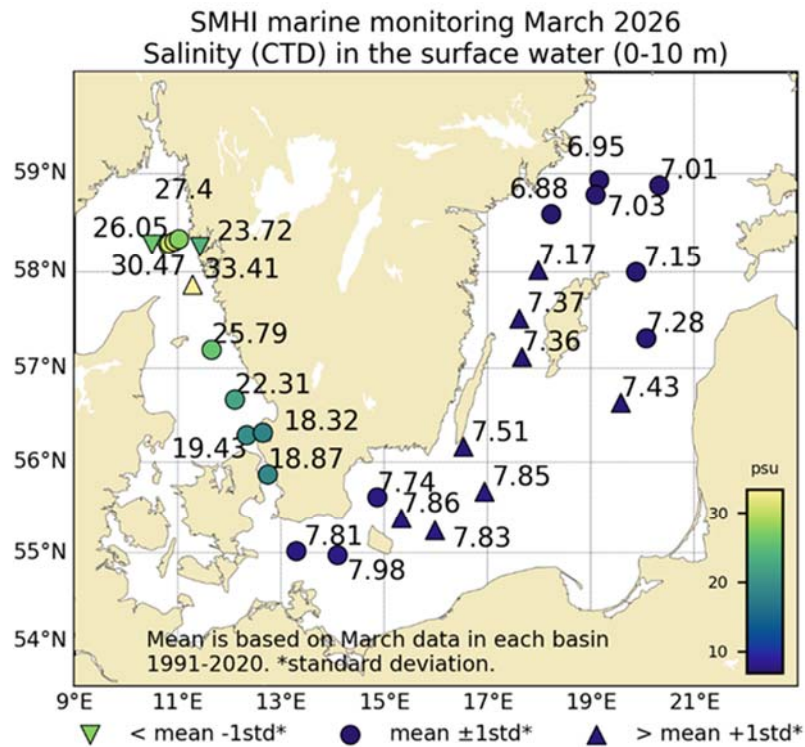 SMHI marine monitoring March 2026
Salinity (CTD) in the surface water (0-10 m)
59°N
58°N
57°N
56°N
55°N
54°N
6.95
7.01
6.88
7.03
27.4
26.05
23.72
30.47
33.41
7.17
7.15
7.37
7.28
7.36
25.79
22.31
7.43
18.32
19.43
7.51
18.87
7.74
7.85
7.86
7.81
7.83
7.98
psu
30
20
10
Mean is based on March data in each basin
1991-2020. *standard deviation.
9°E 11°E 13°E 15°E 17°E 19°E 21°E
< mean -1std* mean ±1std* > mean +1std*